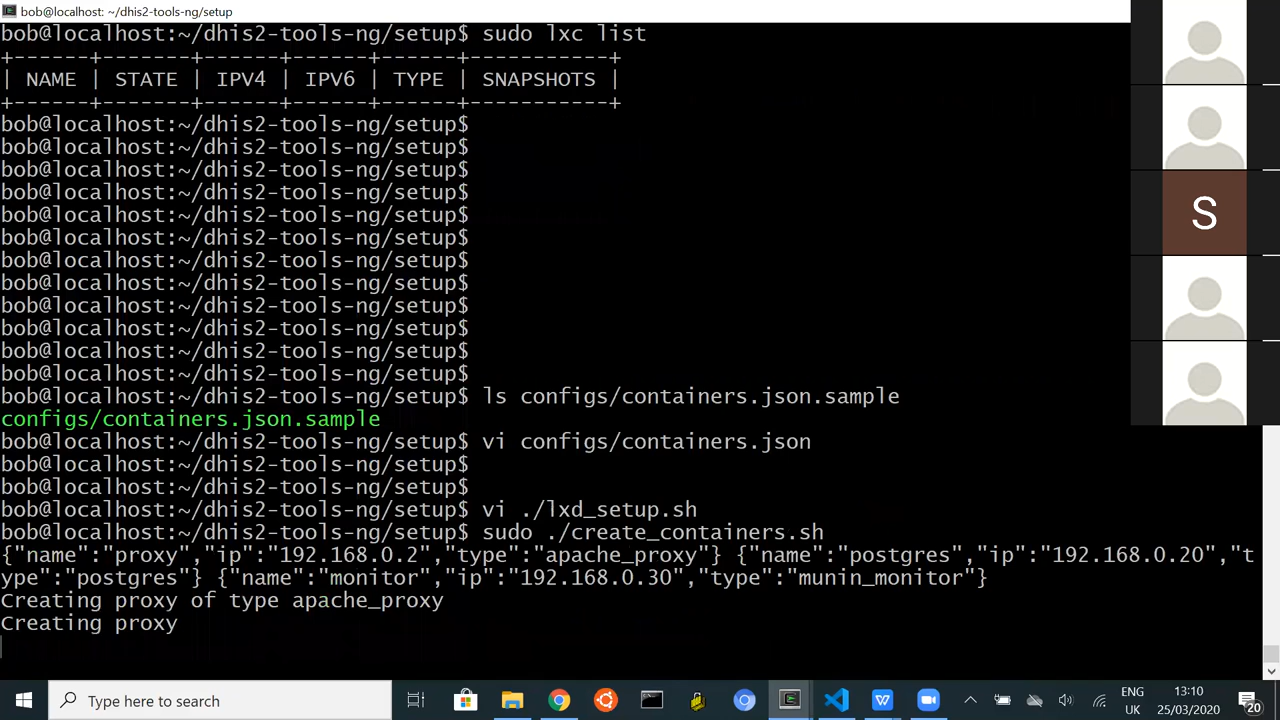 bob@localhost: ~/dhis2-tools-ng/setup
bob@localhost:~/dhis2-tools-ng/setup$ sudo lxc list
+------+-------+------+------+------+-----------+
| NAME | STATE | IPV4 | IPV6 | TYPE | SNAPSHOTS |
+------+-------+------+------+------+-----------+
bob@localhost:~/dhis2-tools-ng/setup$
bob@localhost:~/dhis2-tools-ng/setup$
bob@localhost:~/dhis2-tools-ng/setup$
bob@localhost:~/dhis2-tools-ng/setup$
bob@localhost:~/dhis2-tools-ng/setup$
bob@localhost:~/dhis2-tools-ng/setup$
bob@localhost:~/dhis2-tools-ng/setup$
bob@localhost:~/dhis2-tools-ng/setup$
bob@localhost:~/dhis2-tools-ng/setup$
bob@localhost:~/dhis2-tools-ng/setup$
bob@localhost:~/dhis2-tools-ng/setup$
bob@localhost:~/dhis2-tools-ng/setup$
bob@localhost:~/dhis2-tools-ng/setup$ ls configs/containers.json.sample
configs/containers.json.sample
bob@localhost:~/dhis2-tools-ng/setup$ vi configs/containers.json
bob@localhost:~/dhis2-tools-ng/setup$
bob@localhost:~/dhis2-tools-ng/setup$
bob@localhost:~/dhis2-tools-ng/setup$ vi ./lxd_setup.sh
bob@localhost:~/dhis2-tools-ng/setup$ sudo ./create_containers.sh
{"name":"proxy","ip":"192.168.0.2","type":"apache_proxy"} {"name":"postgres","ip":"192.168.0.20","t
ype":"postgres"} {"name":"monitor","ip":"192.168.0.30","type":"munin_monitor"}
Creating proxy of type apache_proxy
Creating proxy
S
Type here to search
ENG
UK
13:10
25/03/2020
20